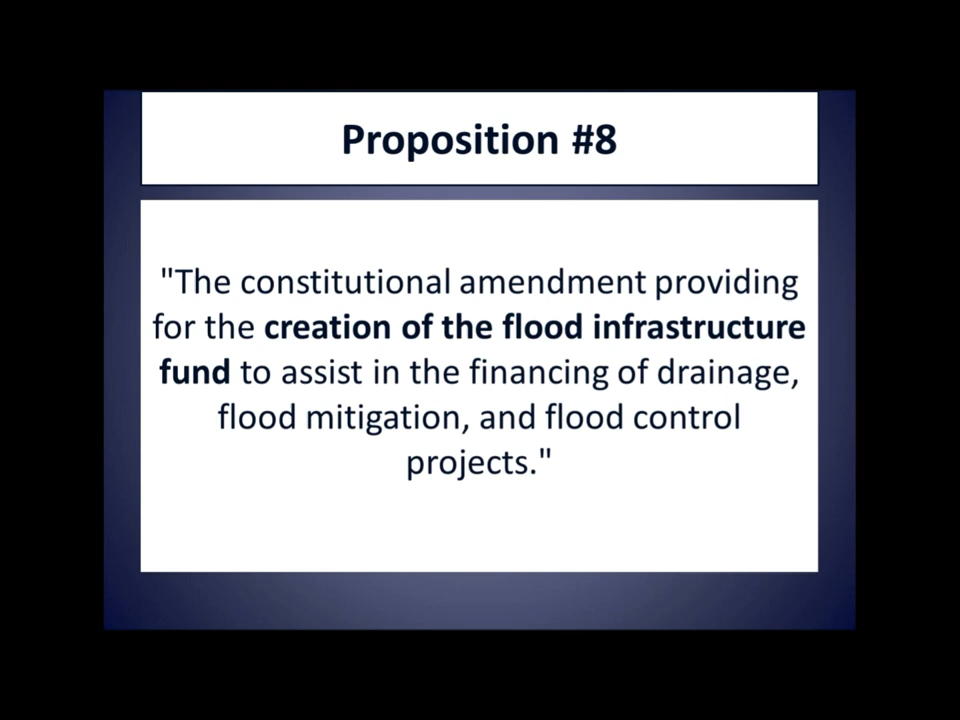 Proposition #8
"The constitutional amendment providing
for the creation of the flood infrastructure
fund to assist in the financing of drainage,
flood mitigation, and flood control
projects."